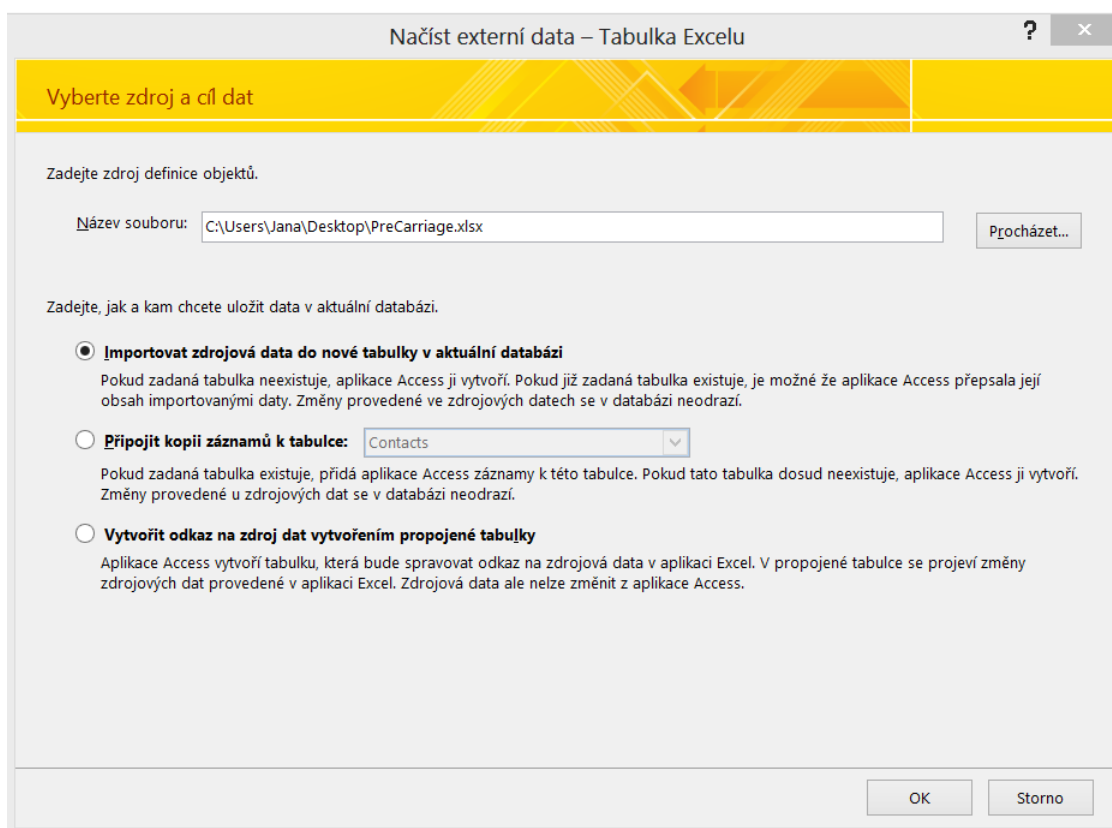 Načíst externí data – Tabulka Excelu
?
Vyberte zdroj a cíl dat
Zadejte zdroj definice objektů.
Název souboru: C:\Users\Jana\Desktop\PreCarriage.xlsx Procházet...
Zadejte, jak a kam chcete uložit data v aktuální databázi.
Importovat zdrojová data do nové tabulky v aktuální databázi
Pokud zadaná tabulka neexistuje, aplikace Access ji vytvoří. Pokud již zadaná tabulka existuje, je možné že aplikace Access přepsala její
obsah importovanými daty. Změny provedené ve zdrojových datech se v databázi neodrazí.
Připojit kopii záznamů k tabulce: Contacts
Pokud zadaná tabulka existuje, přidá aplikace Access záznamy k této tabulce. Pokud tato tabulka dosud neexistuje, aplikace Access ji vytvoří.
Změny provedené u zdrojových dat se v databázi neodrazí.
Vytvořit odkaz na zdroj dat vytvořením propojené tabulky
Aplikace Access vytvoří tabulku, která bude spravovat odkaz na zdrojová data v aplikaci Excel. V propojené tabulce se projeví změny
zdrojových dat provedené v aplikaci Excel. Zdrojová data ale nelze změnit z aplikace Access.
OK Storno